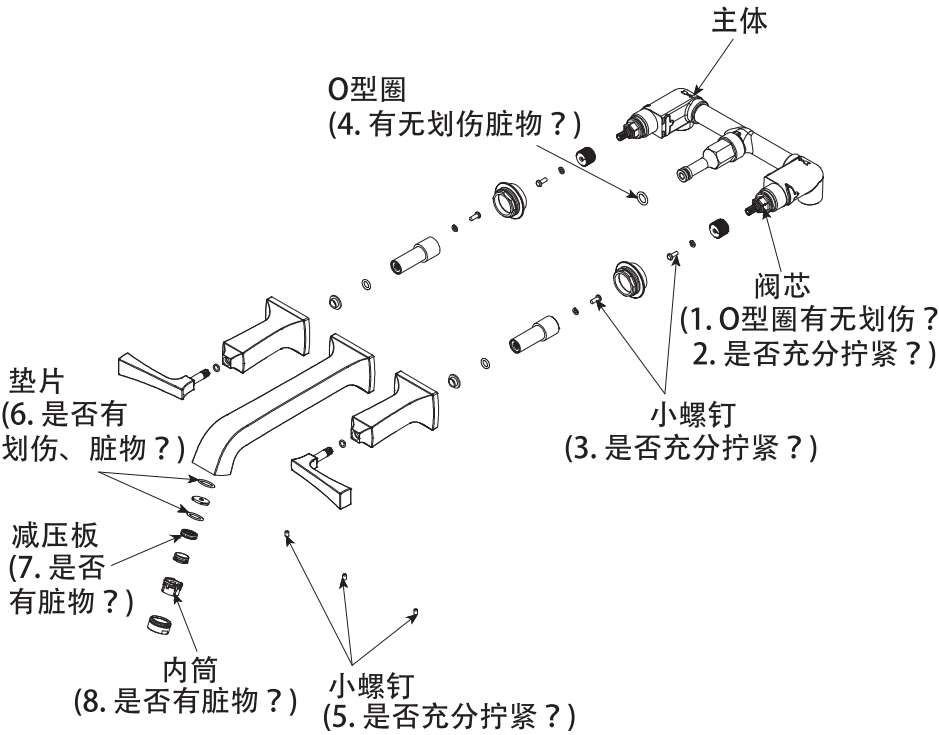 主体
O型圈
(4. 有无划伤脏物？)
阀芯
(1. O型圈有无划伤？
2. 是否充分拧紧？)
小螺钉
(3. 是否充分拧紧？)
垫片
(6. 是否有
划伤、脏物？)
减压板
(7. 是否
有脏物？)
内筒
(8. 是否有脏物？)
小螺钉
(5. 是否充分拧紧？)